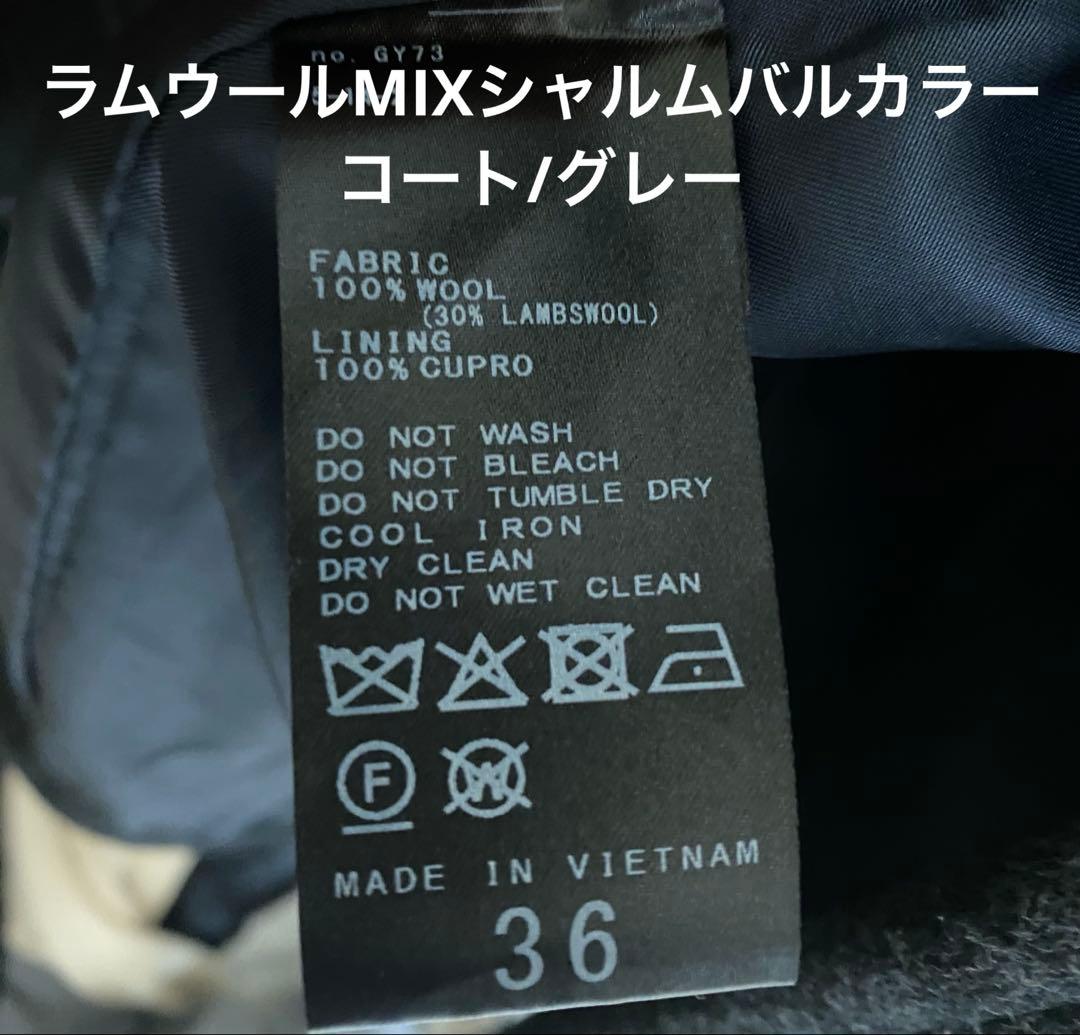 no. GY73
ラムウールMIXシャルムバルカラー
コート/グレー
FABRIC
100% WOOL
(30% LAMBSWOOL)
LINING
100% CUPRO
DO NOT WASH
DO NOT BLEACH
DO NOT TUMBLE DRY
COOL IRON
DRY CLEAN
DO NOT WET CLEAN
F W
MADE IN VIETNAM
36